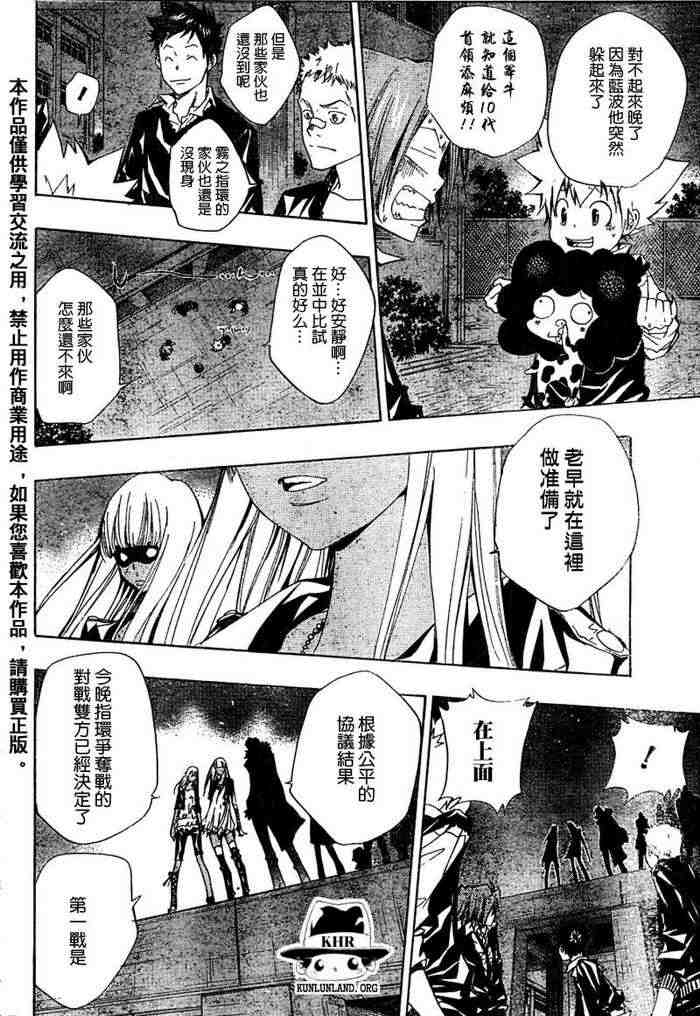 對不起來晚了
因為藍波他突然
躲起來了
這個犟牛
就知道給10代
首領添麻煩!!
但是
那些家伙也
還沒到呢
霧之指環的
家伙也還是
沒現身
好…好安靜啊…
在並中比試
真的好么…
那些家伙
怎麼還不來啊
老早就在這裡
做准備了
！
在上面
根據公平的
協議結果
今晚指環爭奪戰的
對戰雙方已經決定了
第一戰是
KHR
KUNLUNLAND.ORG
本作品僅供學習交流之用，禁止用作商業用途，如果您喜歡本作品，請購買正版。